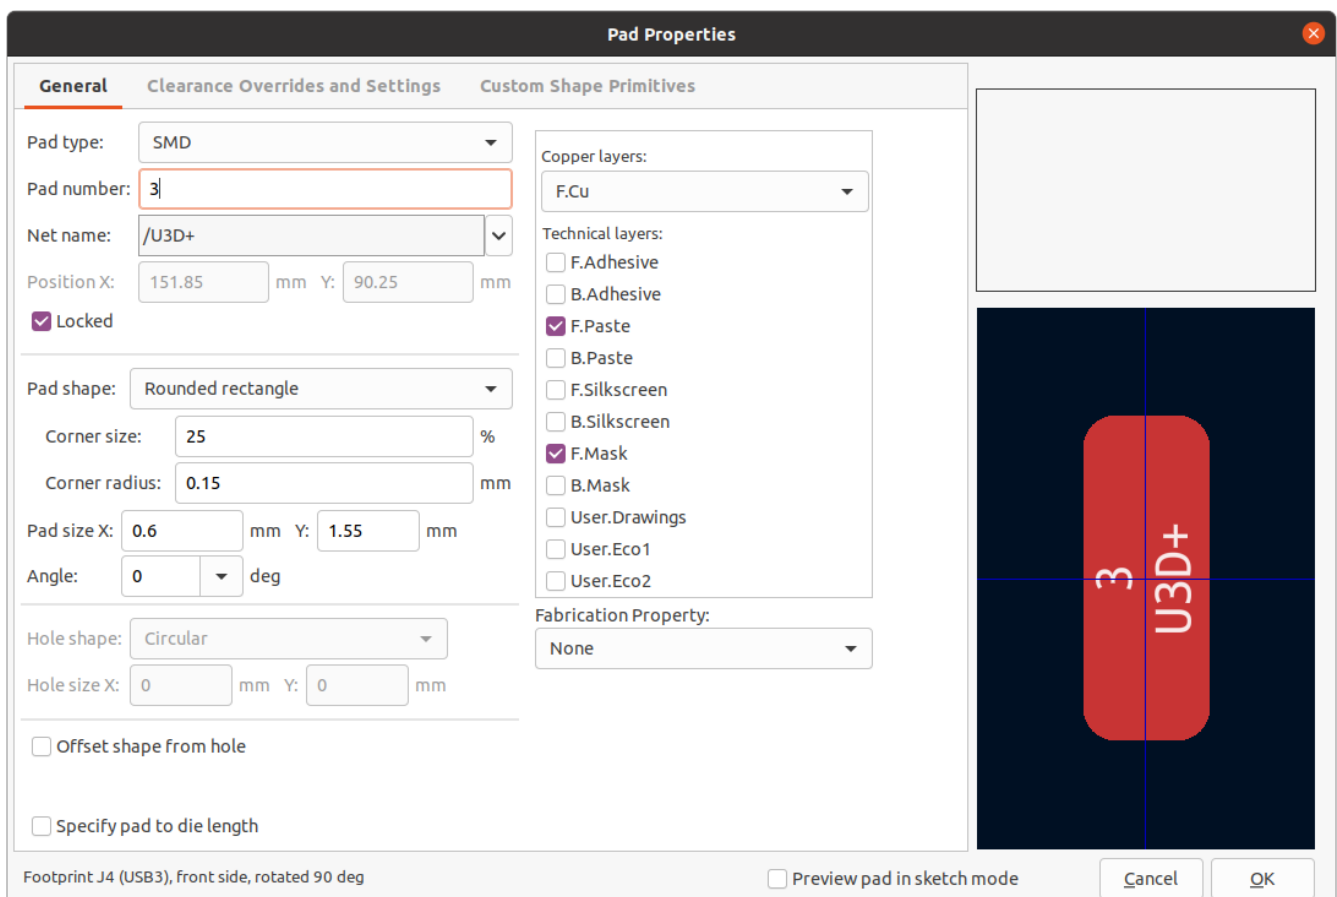 Pad Properties
General Clearance Overrides and Settings Custom Shape Primitives
Pad type: SMD
Pad number: 3
Net name: /U3D+
Position X: 151.85 mm Y: 90.25 mm
Locked
Pad shape: Rounded rectangle
Corner size: 25 %
Corner radius: 0.15 mm
Pad size X: 0.6 mm Y: 1.55 mm
Angle: 0 deg
Hole shape: Circular
Hole size X: 0 mm Y: 0 mm
Offset shape from hole
Specify pad to die length
Copper layers:
F.Cu
Technical layers:
F.Adhesive
B.Adhesive
F.Paste
B.Paste
F.Silkscreen
B.Silkscreen
F.Mask
B.Mask
User.Drawings
User.Eco1
User.Eco2
Fabrication Property:
None
3
U3D+
Footprint J4 (USB3), front side, rotated 90 deg
Preview pad in sketch mode
Cancel
OK